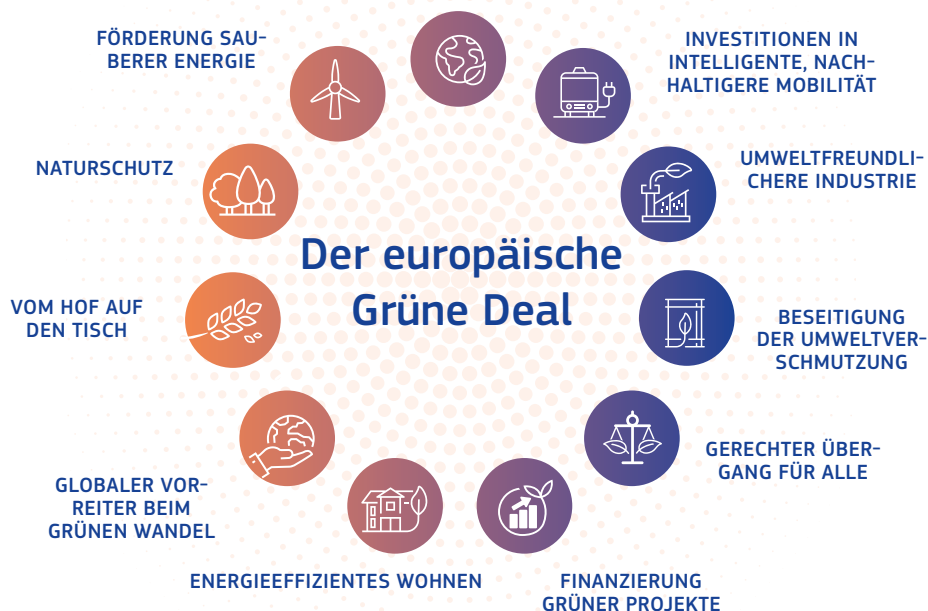 FÖRDERUNG SAU-
BERER ENERGIE
INVESTITIONEN IN
INTELLIGENTE, NACH-
HALTIGERE MOBILITÄT
NATURSCHUTZ
UMWELTFREUNDLI-
CHERE INDUSTRIE
Der europäische
Grüne Deal
VOM HOF AUF
DEN TISCH
BESEITIGUNG
DER UMWELTVER-
SCHMUTZUNG
GERECHTER ÜBER-
GANG FÜR ALLE
GLOBALER VOR-
REITER BEIM
GRÜNEN WANDEL
ENERGIEEFFIZIENTES WOHNEN
FINANZIERUNG
GRÜNER PROJEKTE